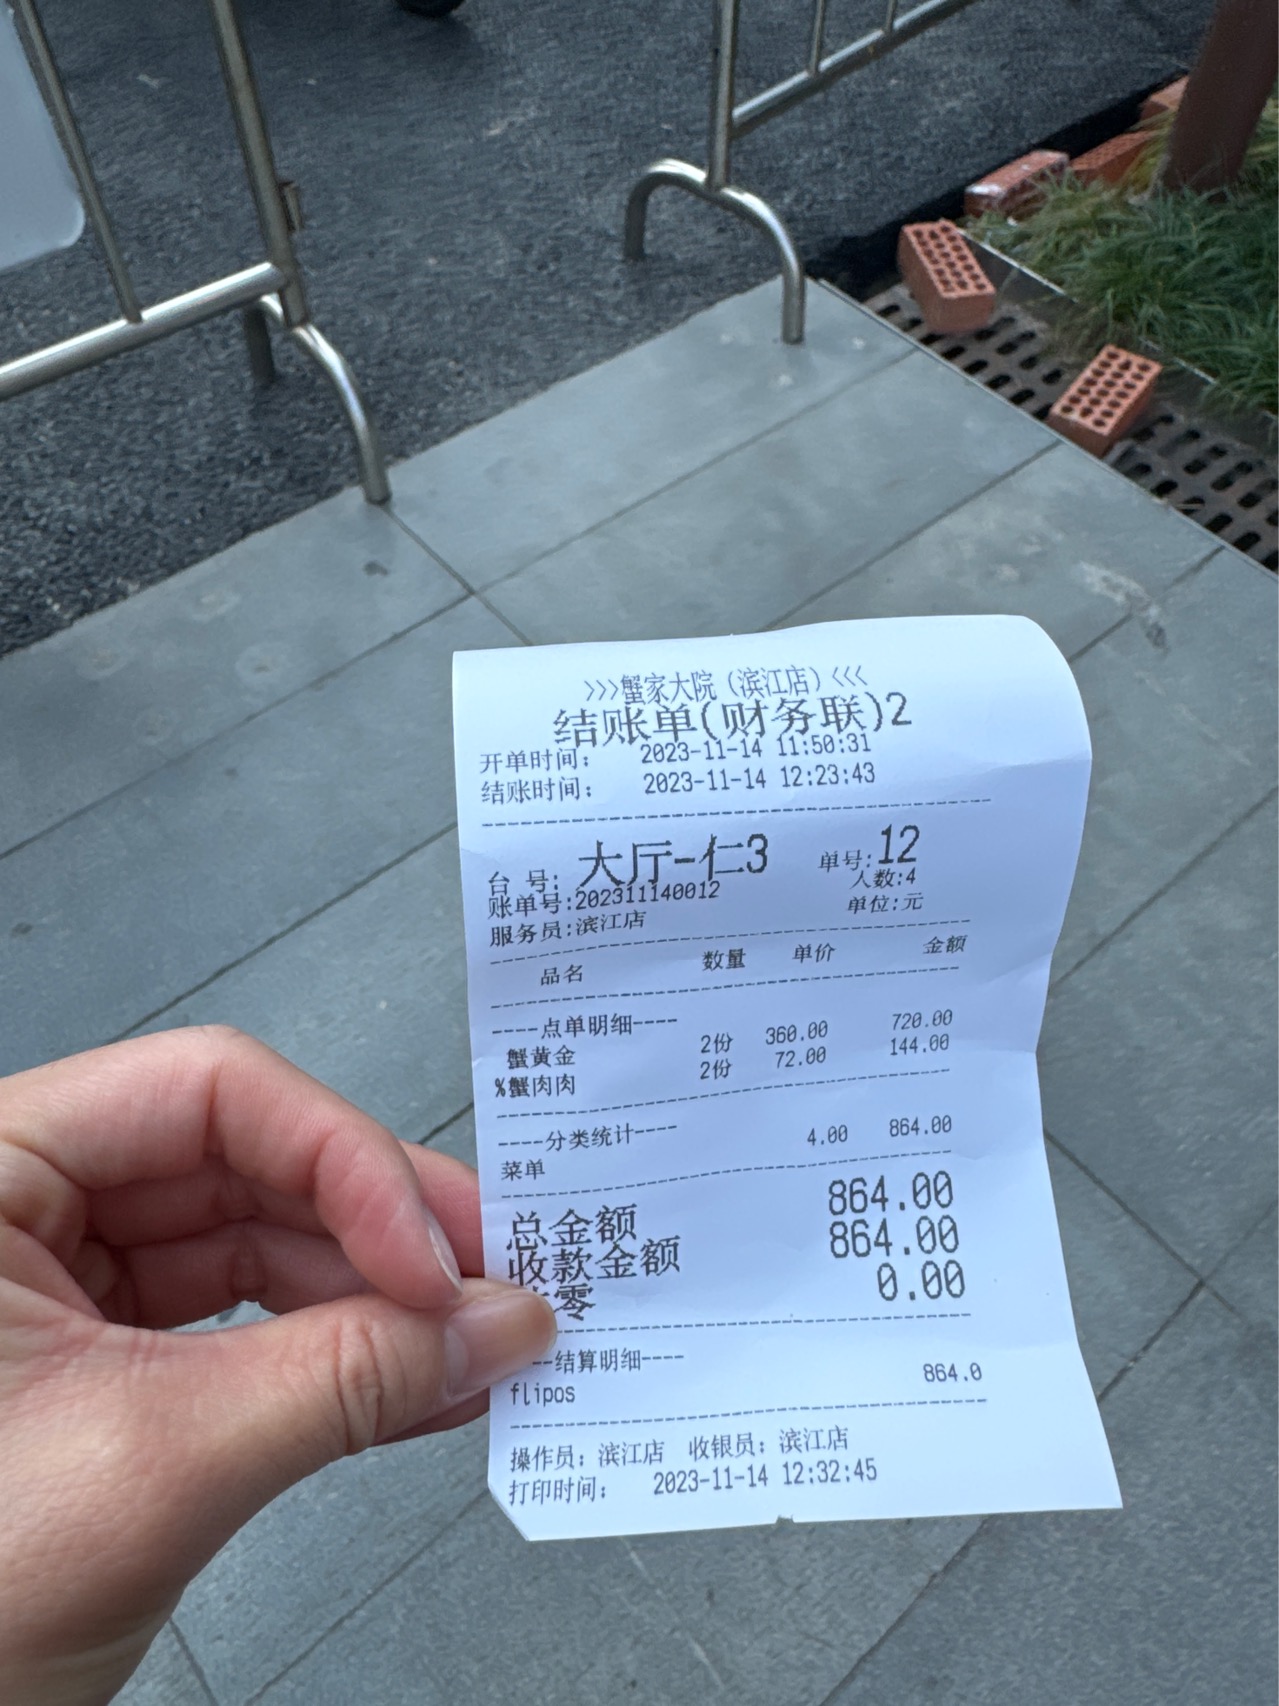 >>>蟹家大院（滨江店）<<<
结账单(财务联)2
开单时间： 2023-11-14 11:50:31
结账时间： 2023-11-14 12:23:43
台 号: 大厅-仁3 单号:12
账单号:202311140012 人数:4
服务员:滨江店 单位:元
品名 数量 单价 金额
----点单明细----
蟹黄金 2份 360.00 720.00
%蟹肉肉 2份 72.00 144.00
----分类统计----
菜单 4.00 864.00
总金额 864.00
收款金额 864.00
零 0.00
--结算明细----
flipos 864.0
操作员：滨江店 收银员：滨江店
打印时间： 2023-11-14 12:32:45